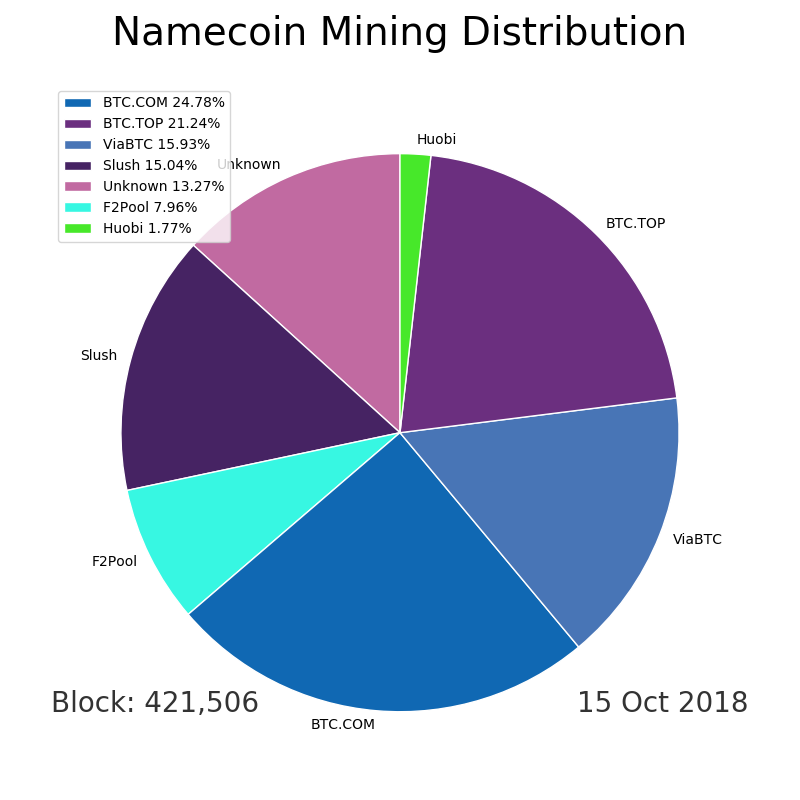 Namecoin Mining Distribution
BTC.COM 24.78%
BTC.TOP 21.24%
ViaBTC 15.93%
Slush 15.04%
Unknown 13.27%
F2Pool 7.96%
Huobi 1.77%
Huobi
Unknown
BTC.TOP
Slush
ViaBTC
F2Pool
BTC.COM
Block: 421,506
15 Oct 2018